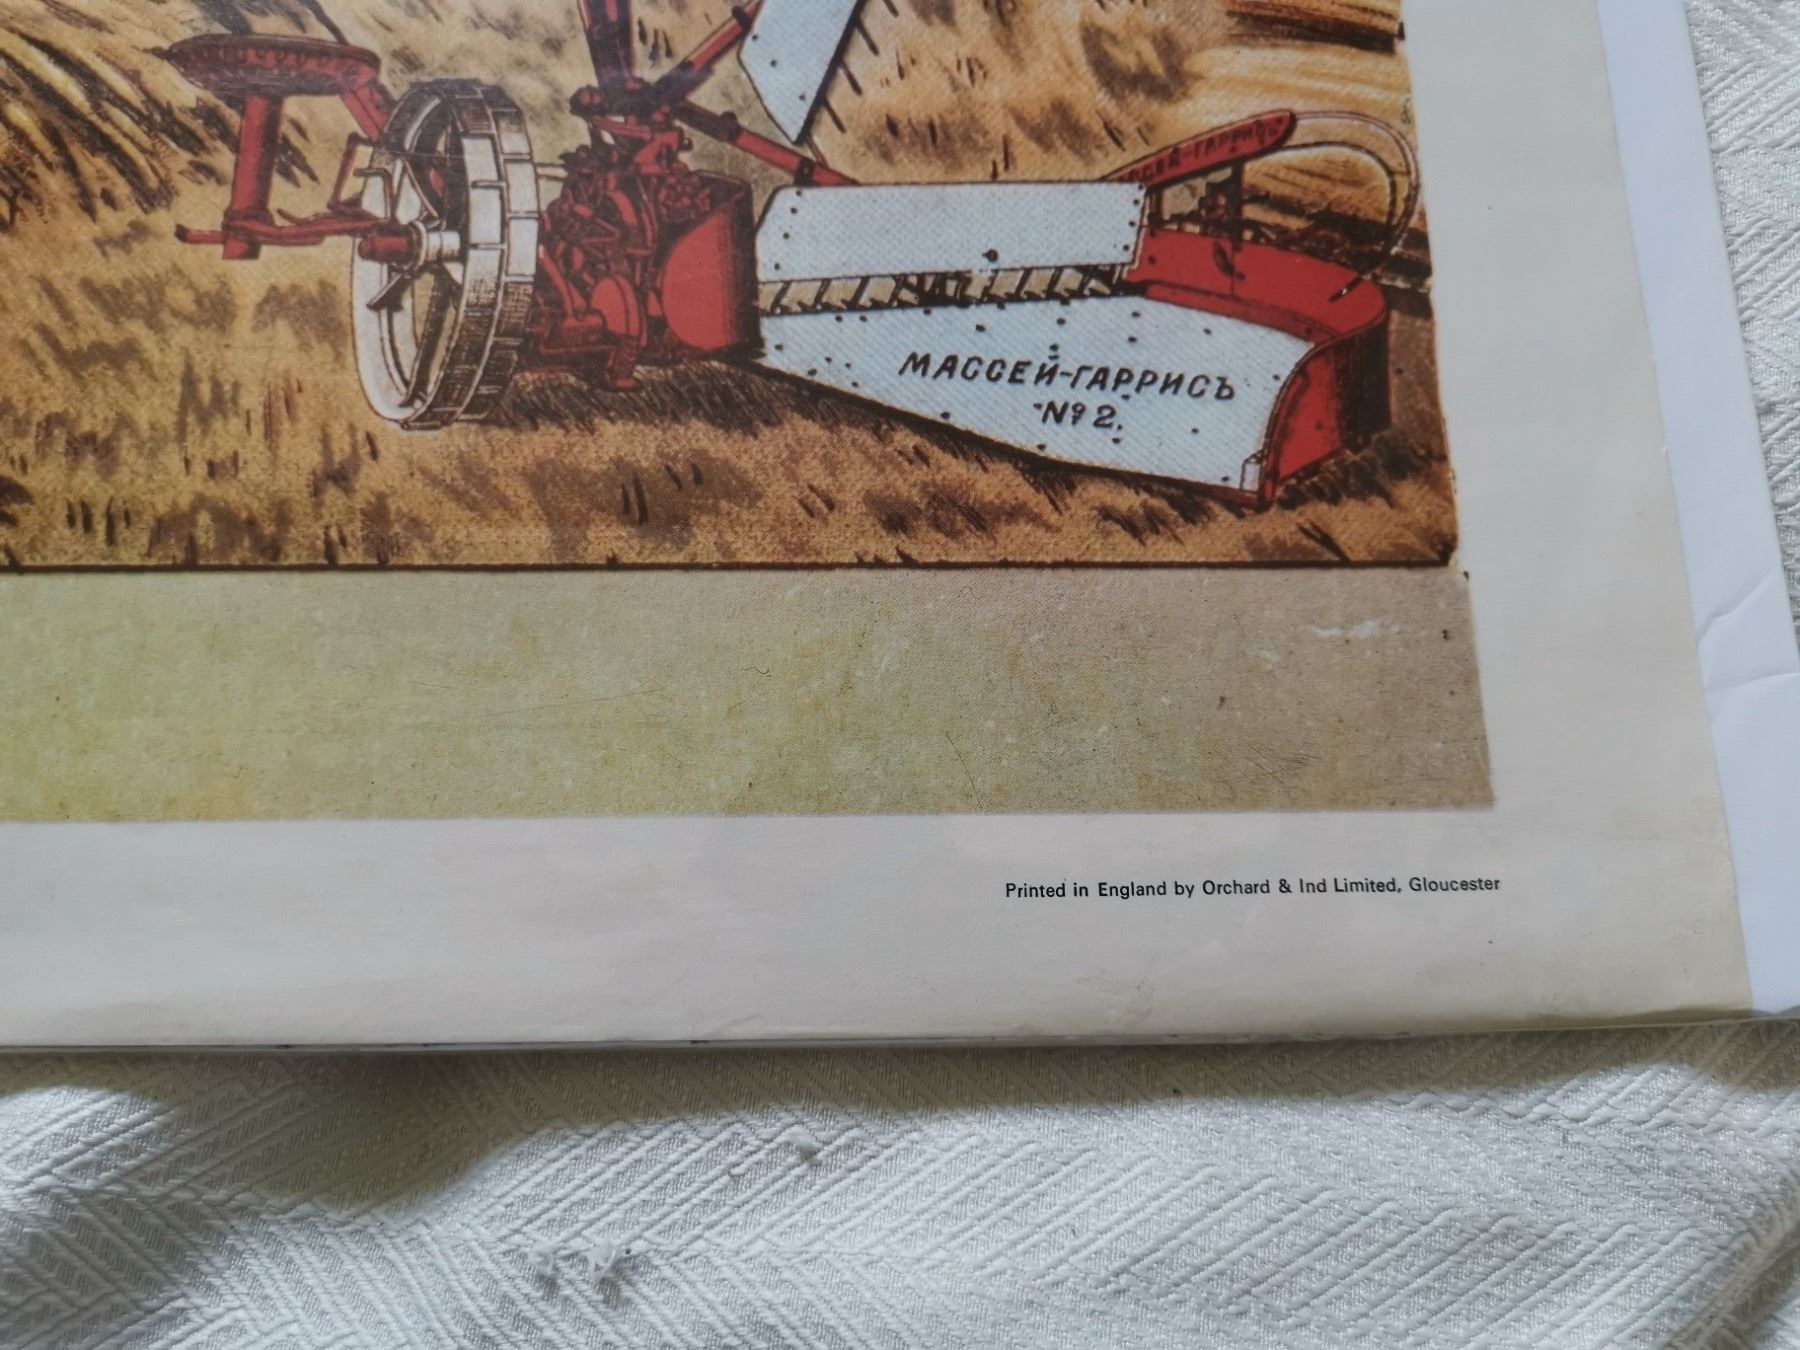 МАССЕЙ-ГАРРИСЪ
№ 2.
Printed in England by Orchard & Ind Limited, Gloucester